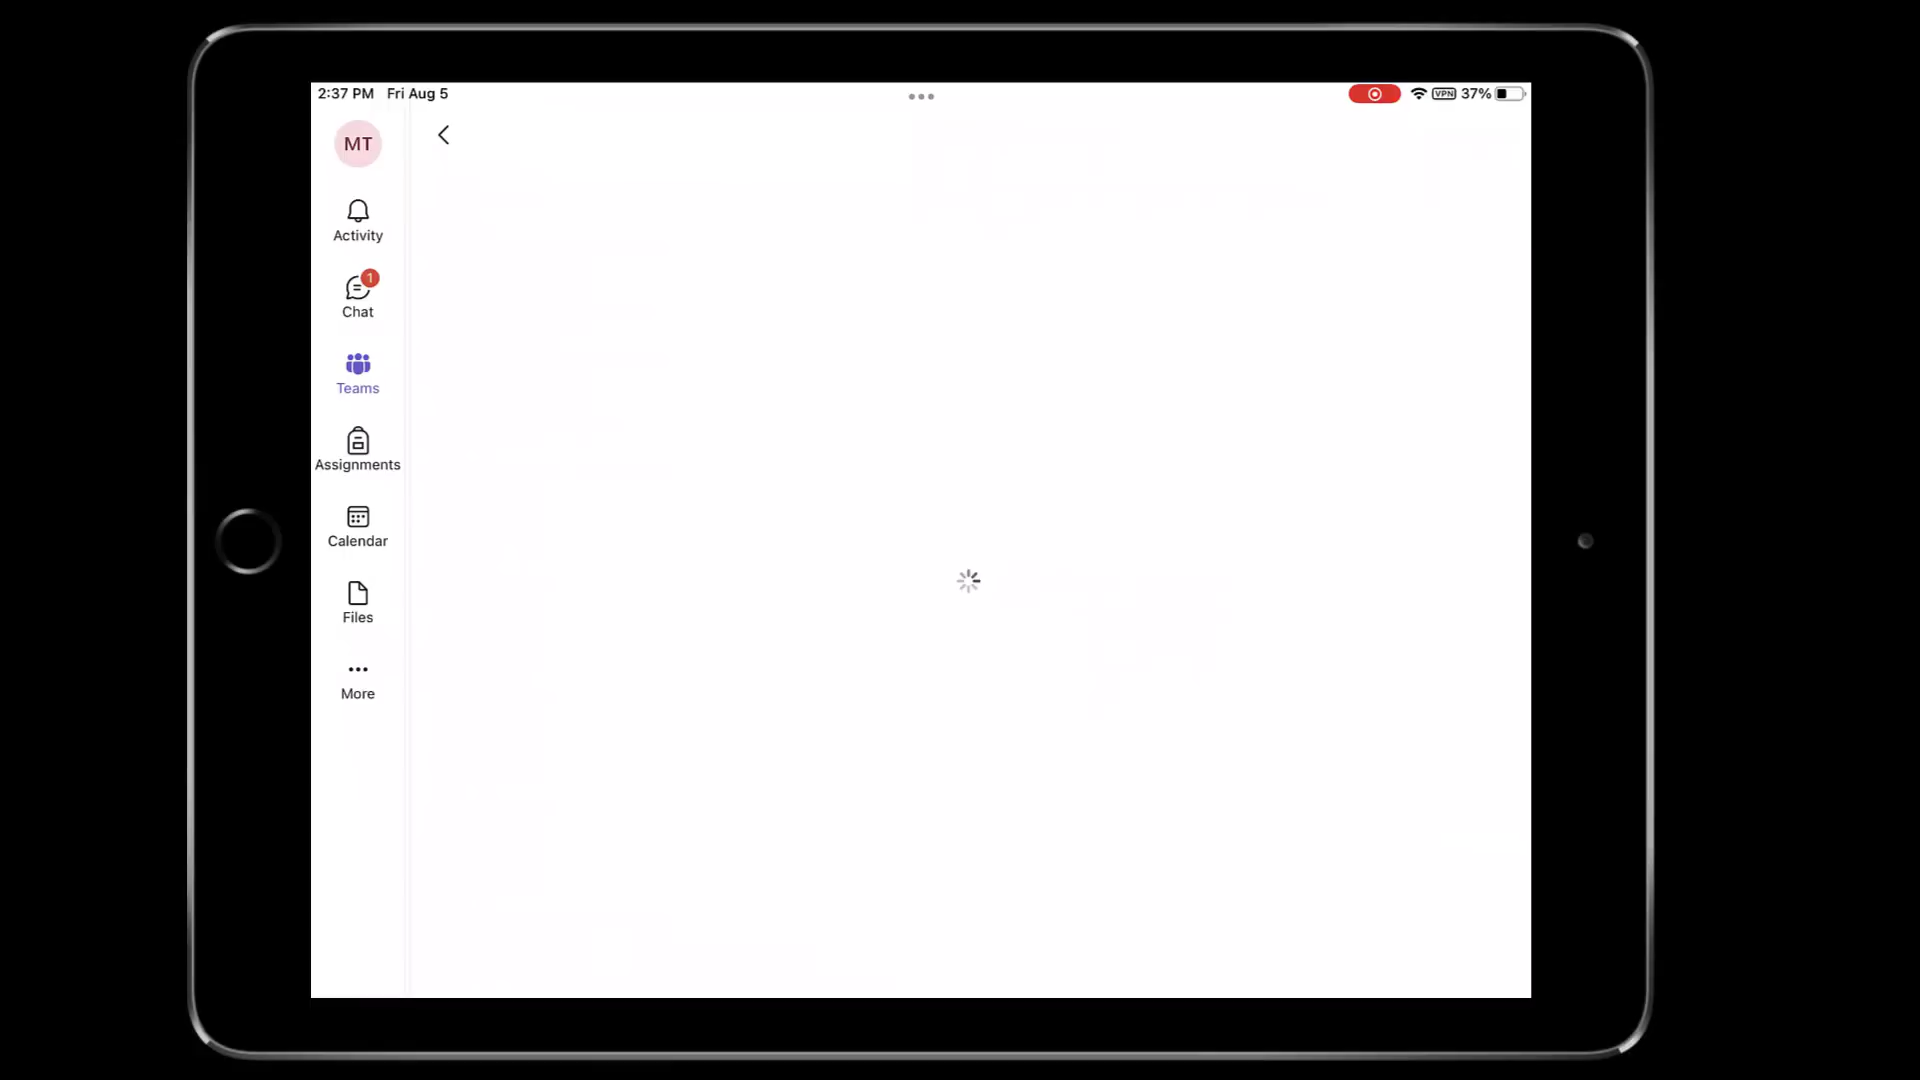 2:37 PM Fri Aug 5
VPN 37%
MT
Activity
1
Chat
Teams
Assignments
Calendar
Files
More